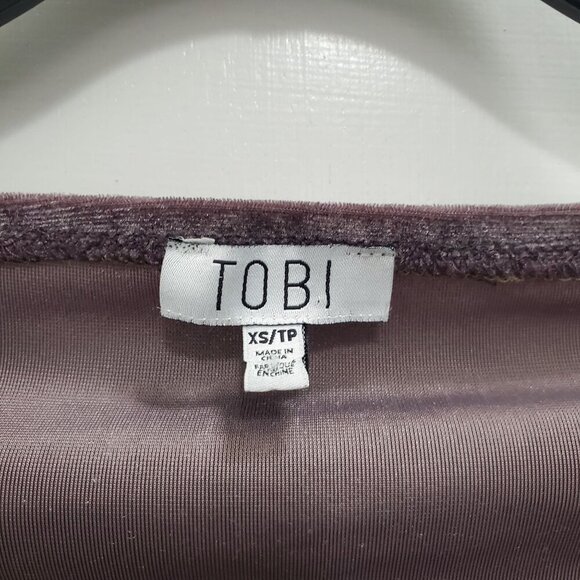 TOBI
XS/TP
MADE IN
CHINA
FABRIQUÉ
EN CHINE